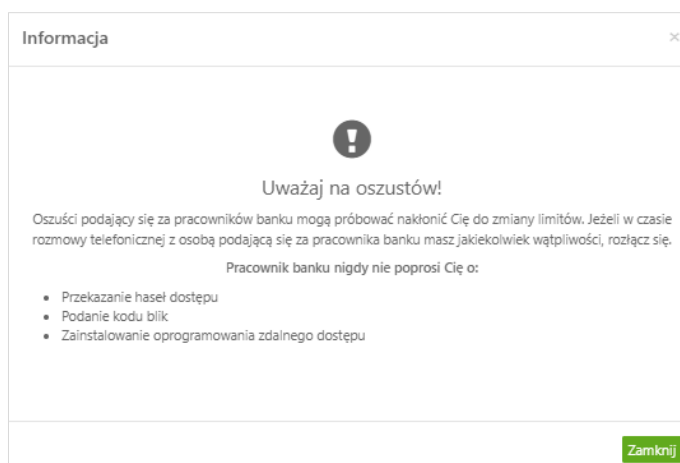 Informacja
×
Uważaj na oszustów!
Oszuści podający się za pracowników banku mogą próbować nakłonić Cię do zmiany limitów. Jeżeli w czasie
rozmowy telefonicznej z osobą podającą się za pracownika banku masz jakiekolwiek wątpliwości, rozłącz się.
Pracownik banku nigdy nie poprosi Cię o:
• Przekazanie haseł dostępu
• Podanie kodu blik
• Zainstalowanie oprogramowania zdalnego dostępu
Zamknij